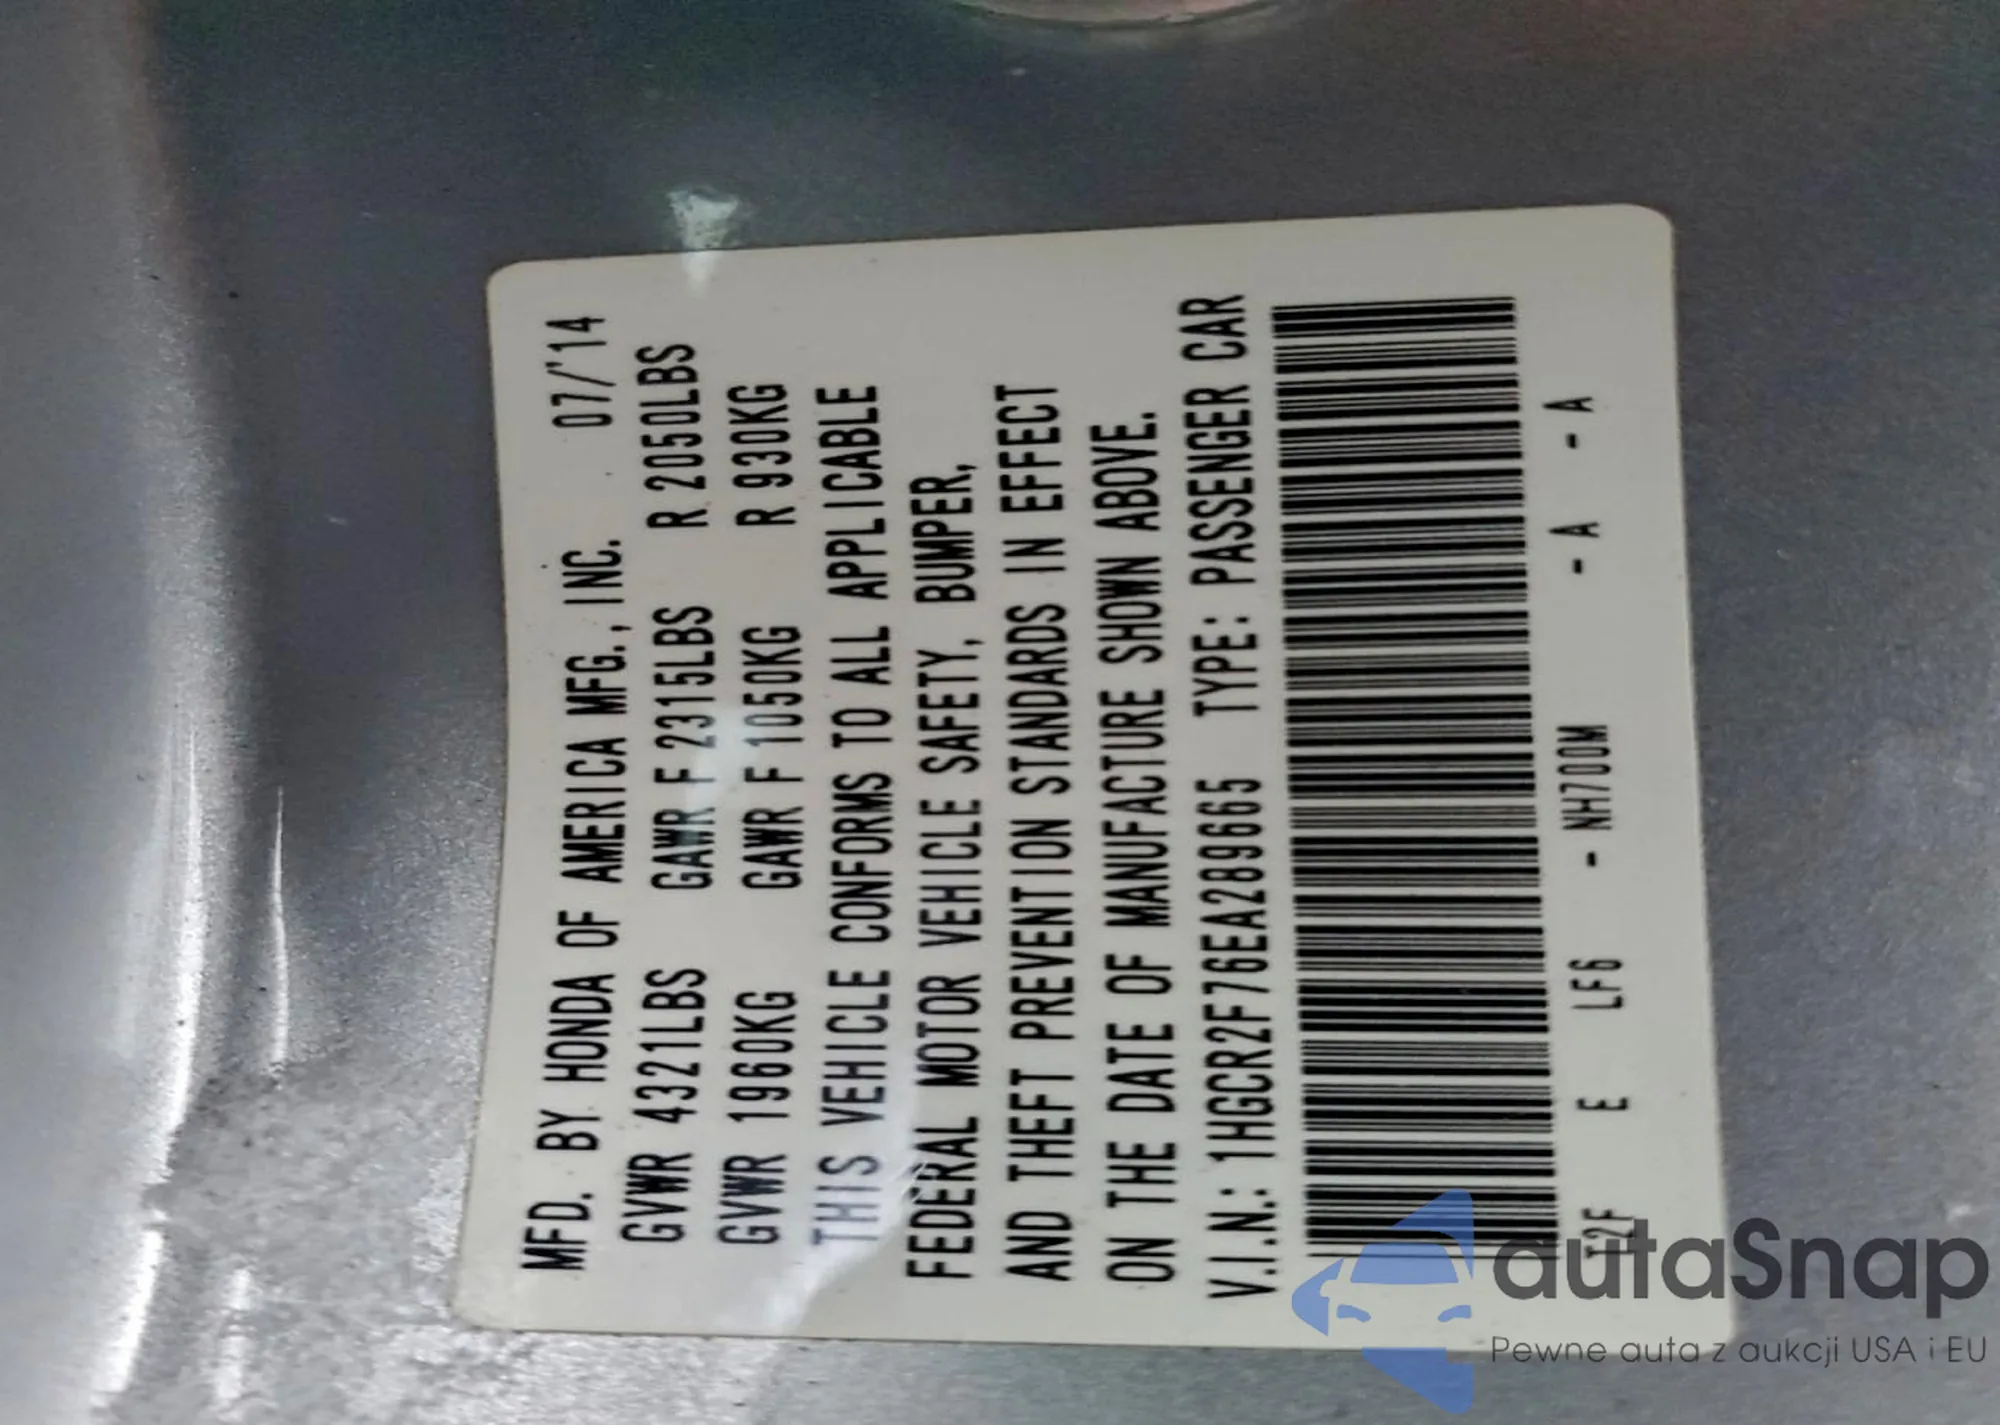 MFD. BY HONDA OF AMERICA MFG., INC. 07/'14
GVWR 4321LBS GAWR F 2315LBS R 2050LBS
GVWR 1960KG GAWR F 1050KG R 930KG
THIS VEHICLE CONFORMS TO ALL APPLICABLE
FEDERAL MOTOR VEHICLE SAFETY, BUMPER,
AND THEFT PREVENTION STANDARDS IN EFFECT
ON THE DATE OF MANUFACTURE SHOWN ABOVE.
V.I.N.: 1HGCR2F76EA289665 TYPE: PASSENGER CAR
T2F E LF6 - NH700M - A - A
autaSnap
Pewne auta z aukcji USA i EU